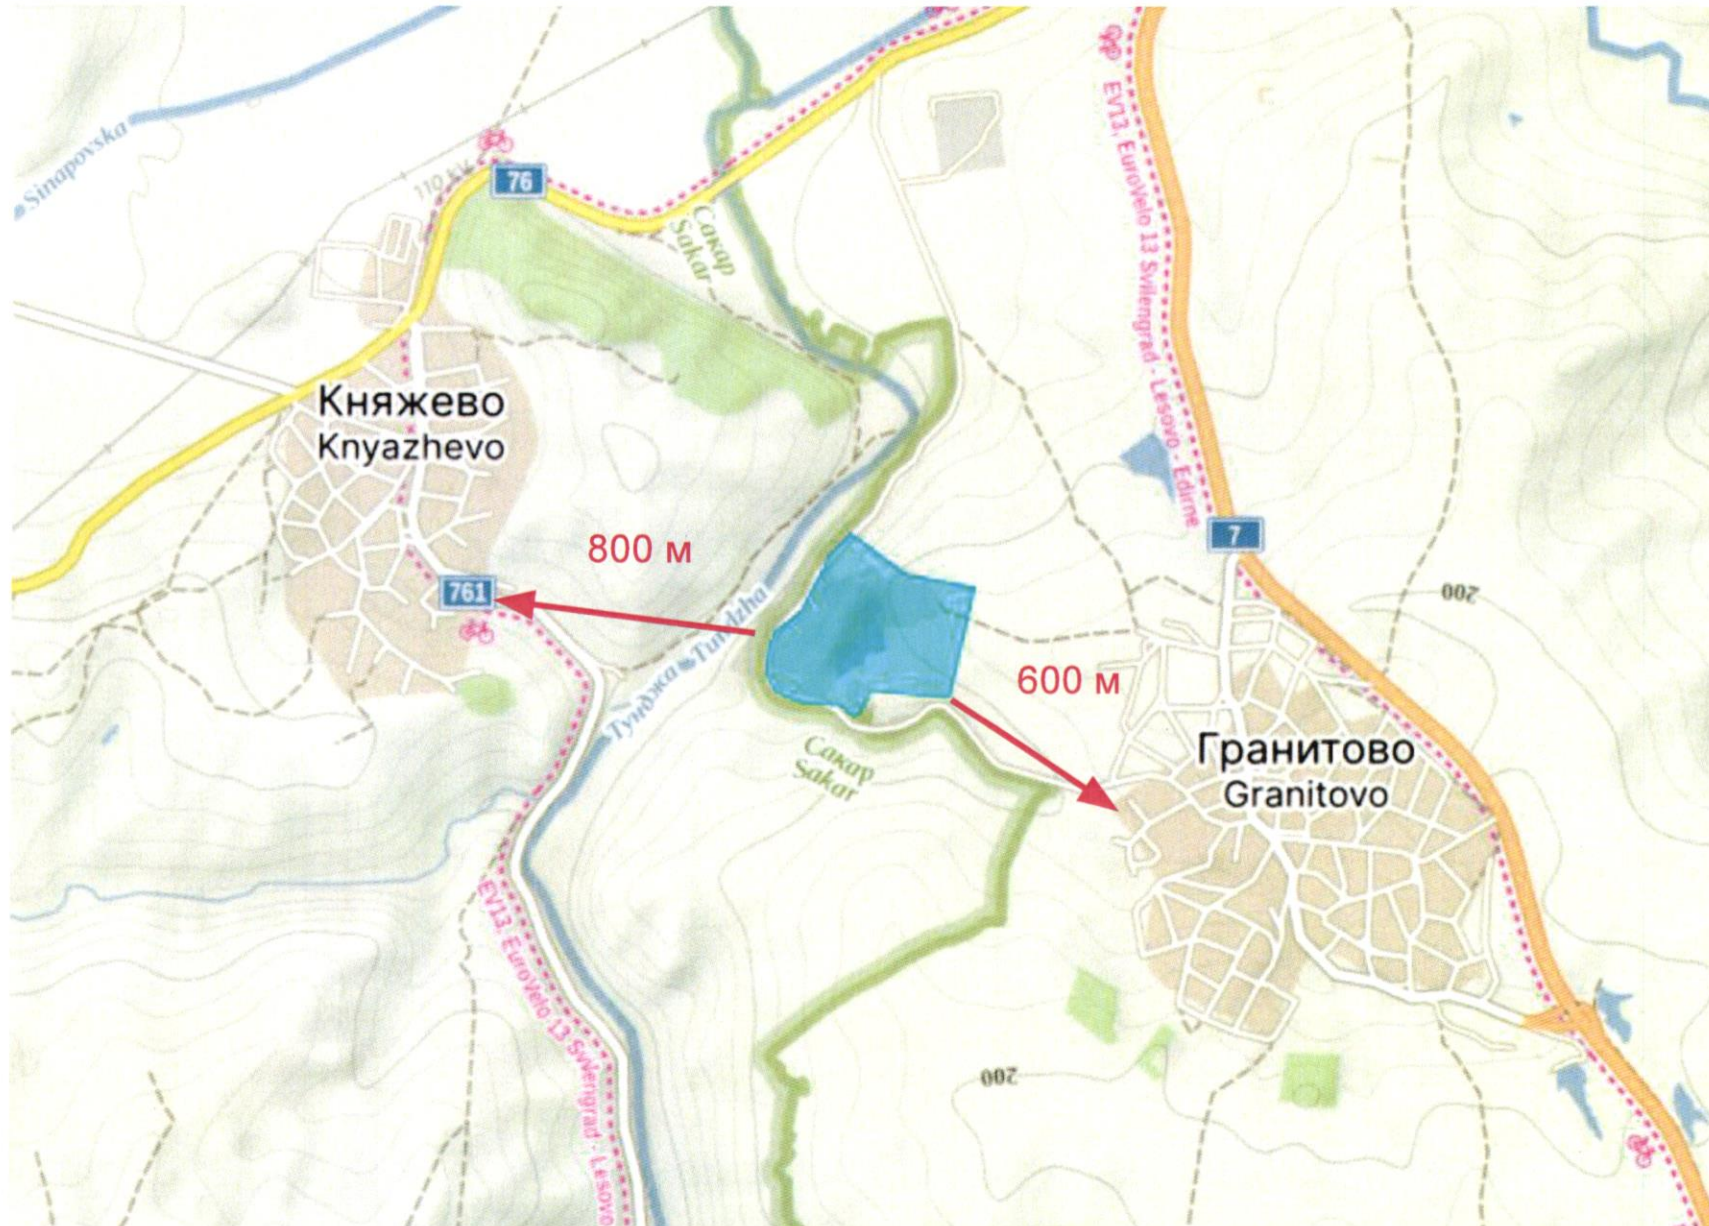 Sinapovska
110 kV
76
Сакар
Sakar
EV13, EuroVelo 13 Svilengrad - Lesovo - Edirne
Княжево
Knyazhevo
800 м
7
761
200
Тунджа ≈ Tundzha
600 м
Сакар
Sakar
Гранитово
Granitovo
EV13, EuroVelo 13 Svilengrad - Lesovo
200